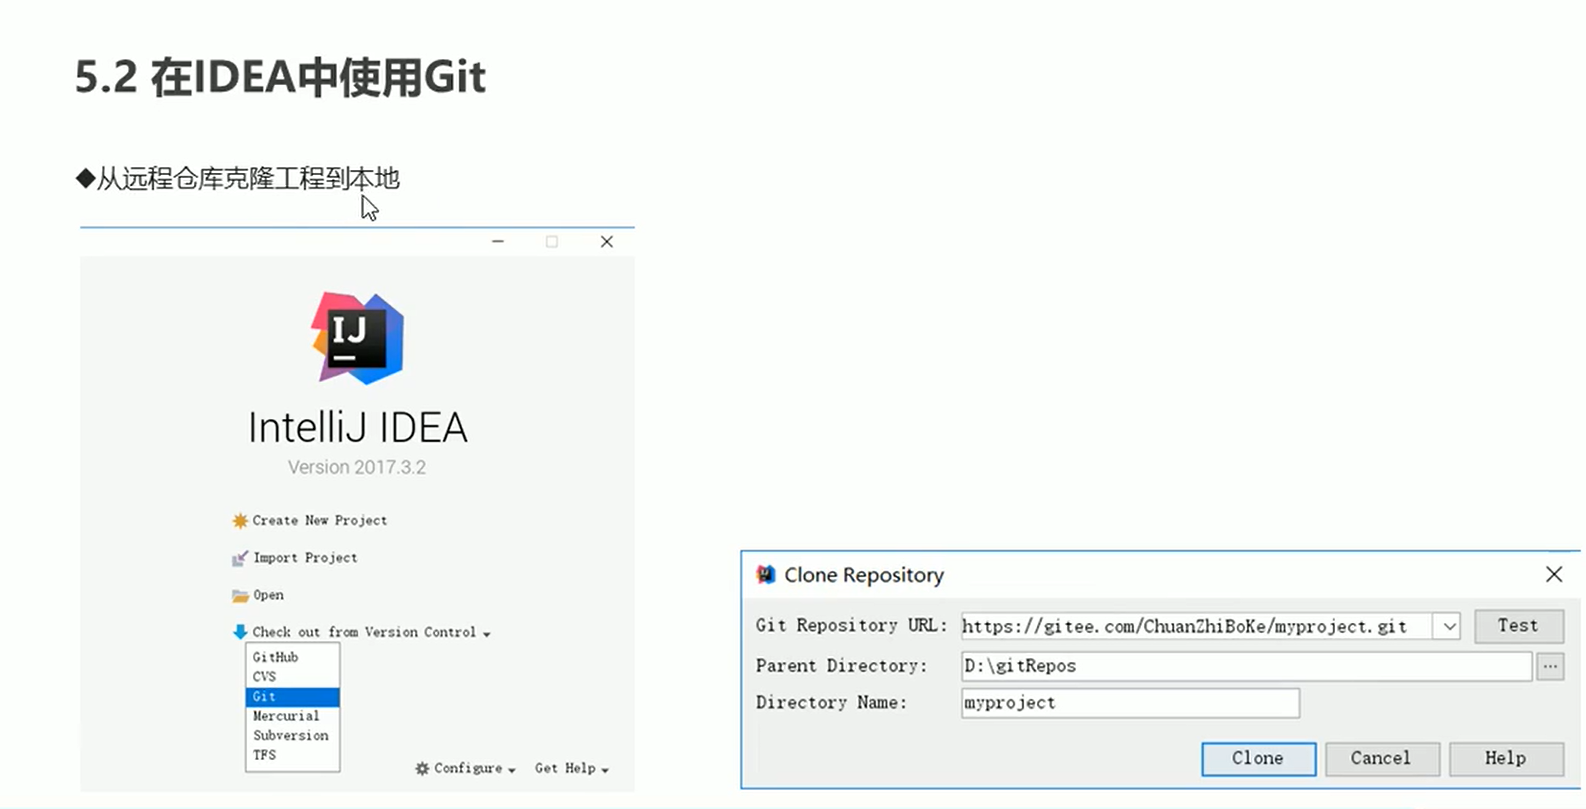 5.2 在IDEA中使用Git
◆从远程仓库克隆工程到本地
IJ
IntelliJ IDEA
Version 2017.3.2
Create New Project
Import Project
Open
Check out from Version Control
GitHub
CVS
Git
Mercurial
Subversion
TFS
Configure Get Help
Clone Repository
Git Repository URL: https://gitee.com/ChuanZhiBoKe/myproject.git Test
Parent Directory: D:\gitRepos ...
Directory Name: myproject
Clone Cancel Help